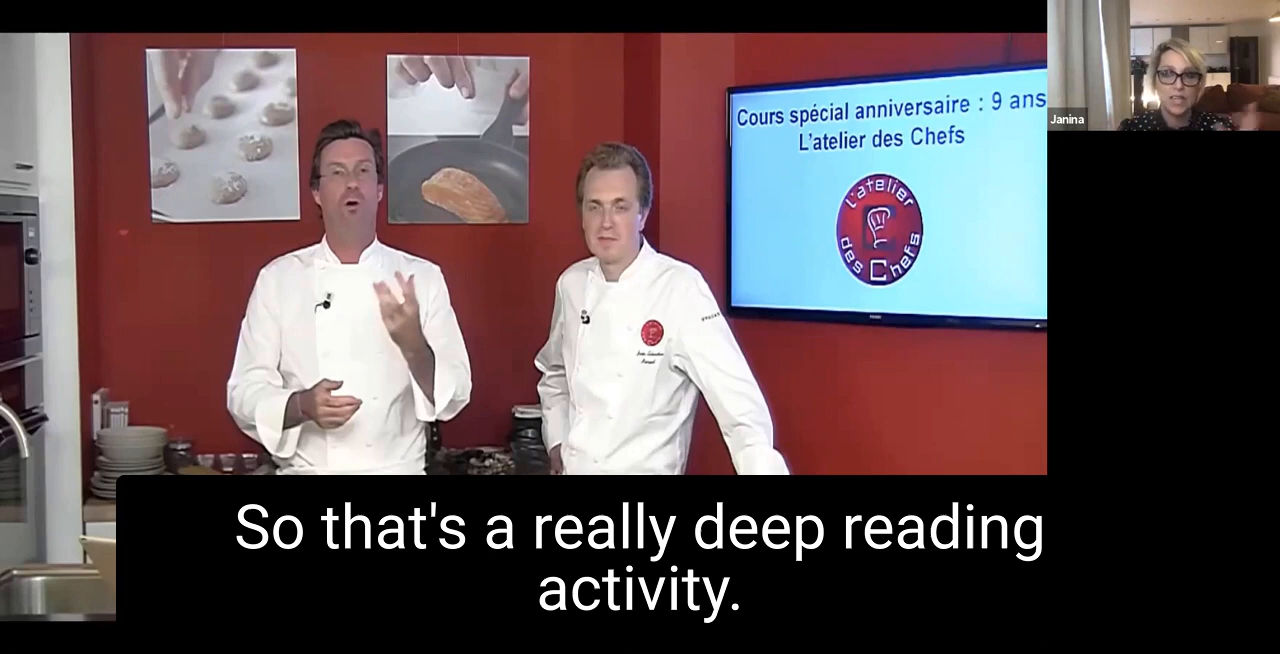 Cours spécial anniversaire : 9 ans
L'atelier des Chefs
l'atelier
des Chefs
Janina
So that's a really deep reading
activity.